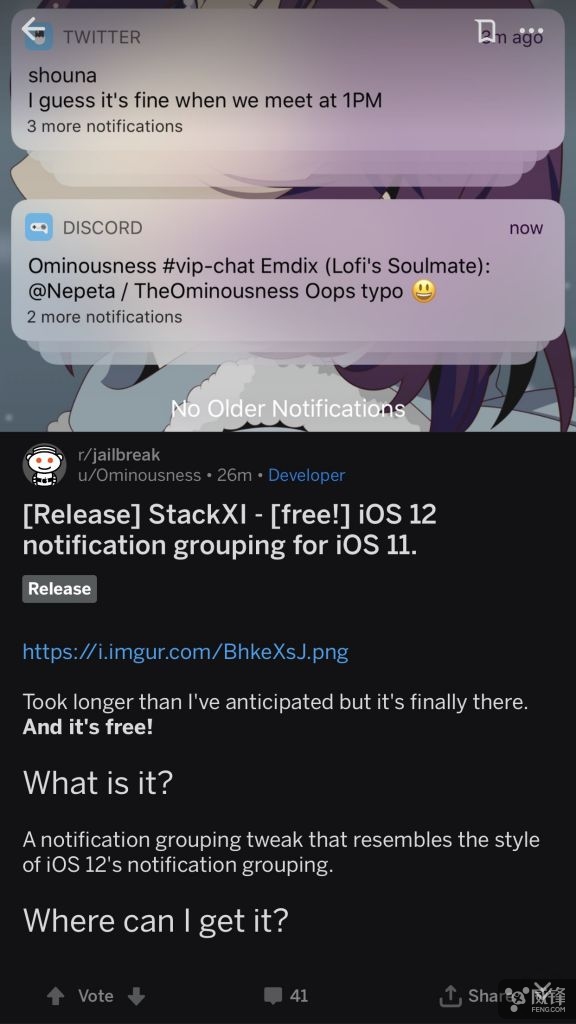 TWITTER
3m ago
shouna
I guess it's fine when we meet at 1PM
3 more notifications
DISCORD
now
Ominousness #vip-chat Emdix (Lofi's Soulmate):
@Nepeta / TheOminousness Oops typo 😃
2 more notifications
No Older Notifications
r/jailbreak
u/Ominousness • 26m • Developer
[Release] StackXI - [free!] iOS 12
notification grouping for iOS 11.
Release
https://i.imgur.com/BhkeXsJ.png
Took longer than I've anticipated but it's finally there.
And it's free!
What is it?
A notification grouping tweak that resembles the style
of iOS 12's notification grouping.
Where can I get it?
Vote
41
Share
威锋
FENG.COM